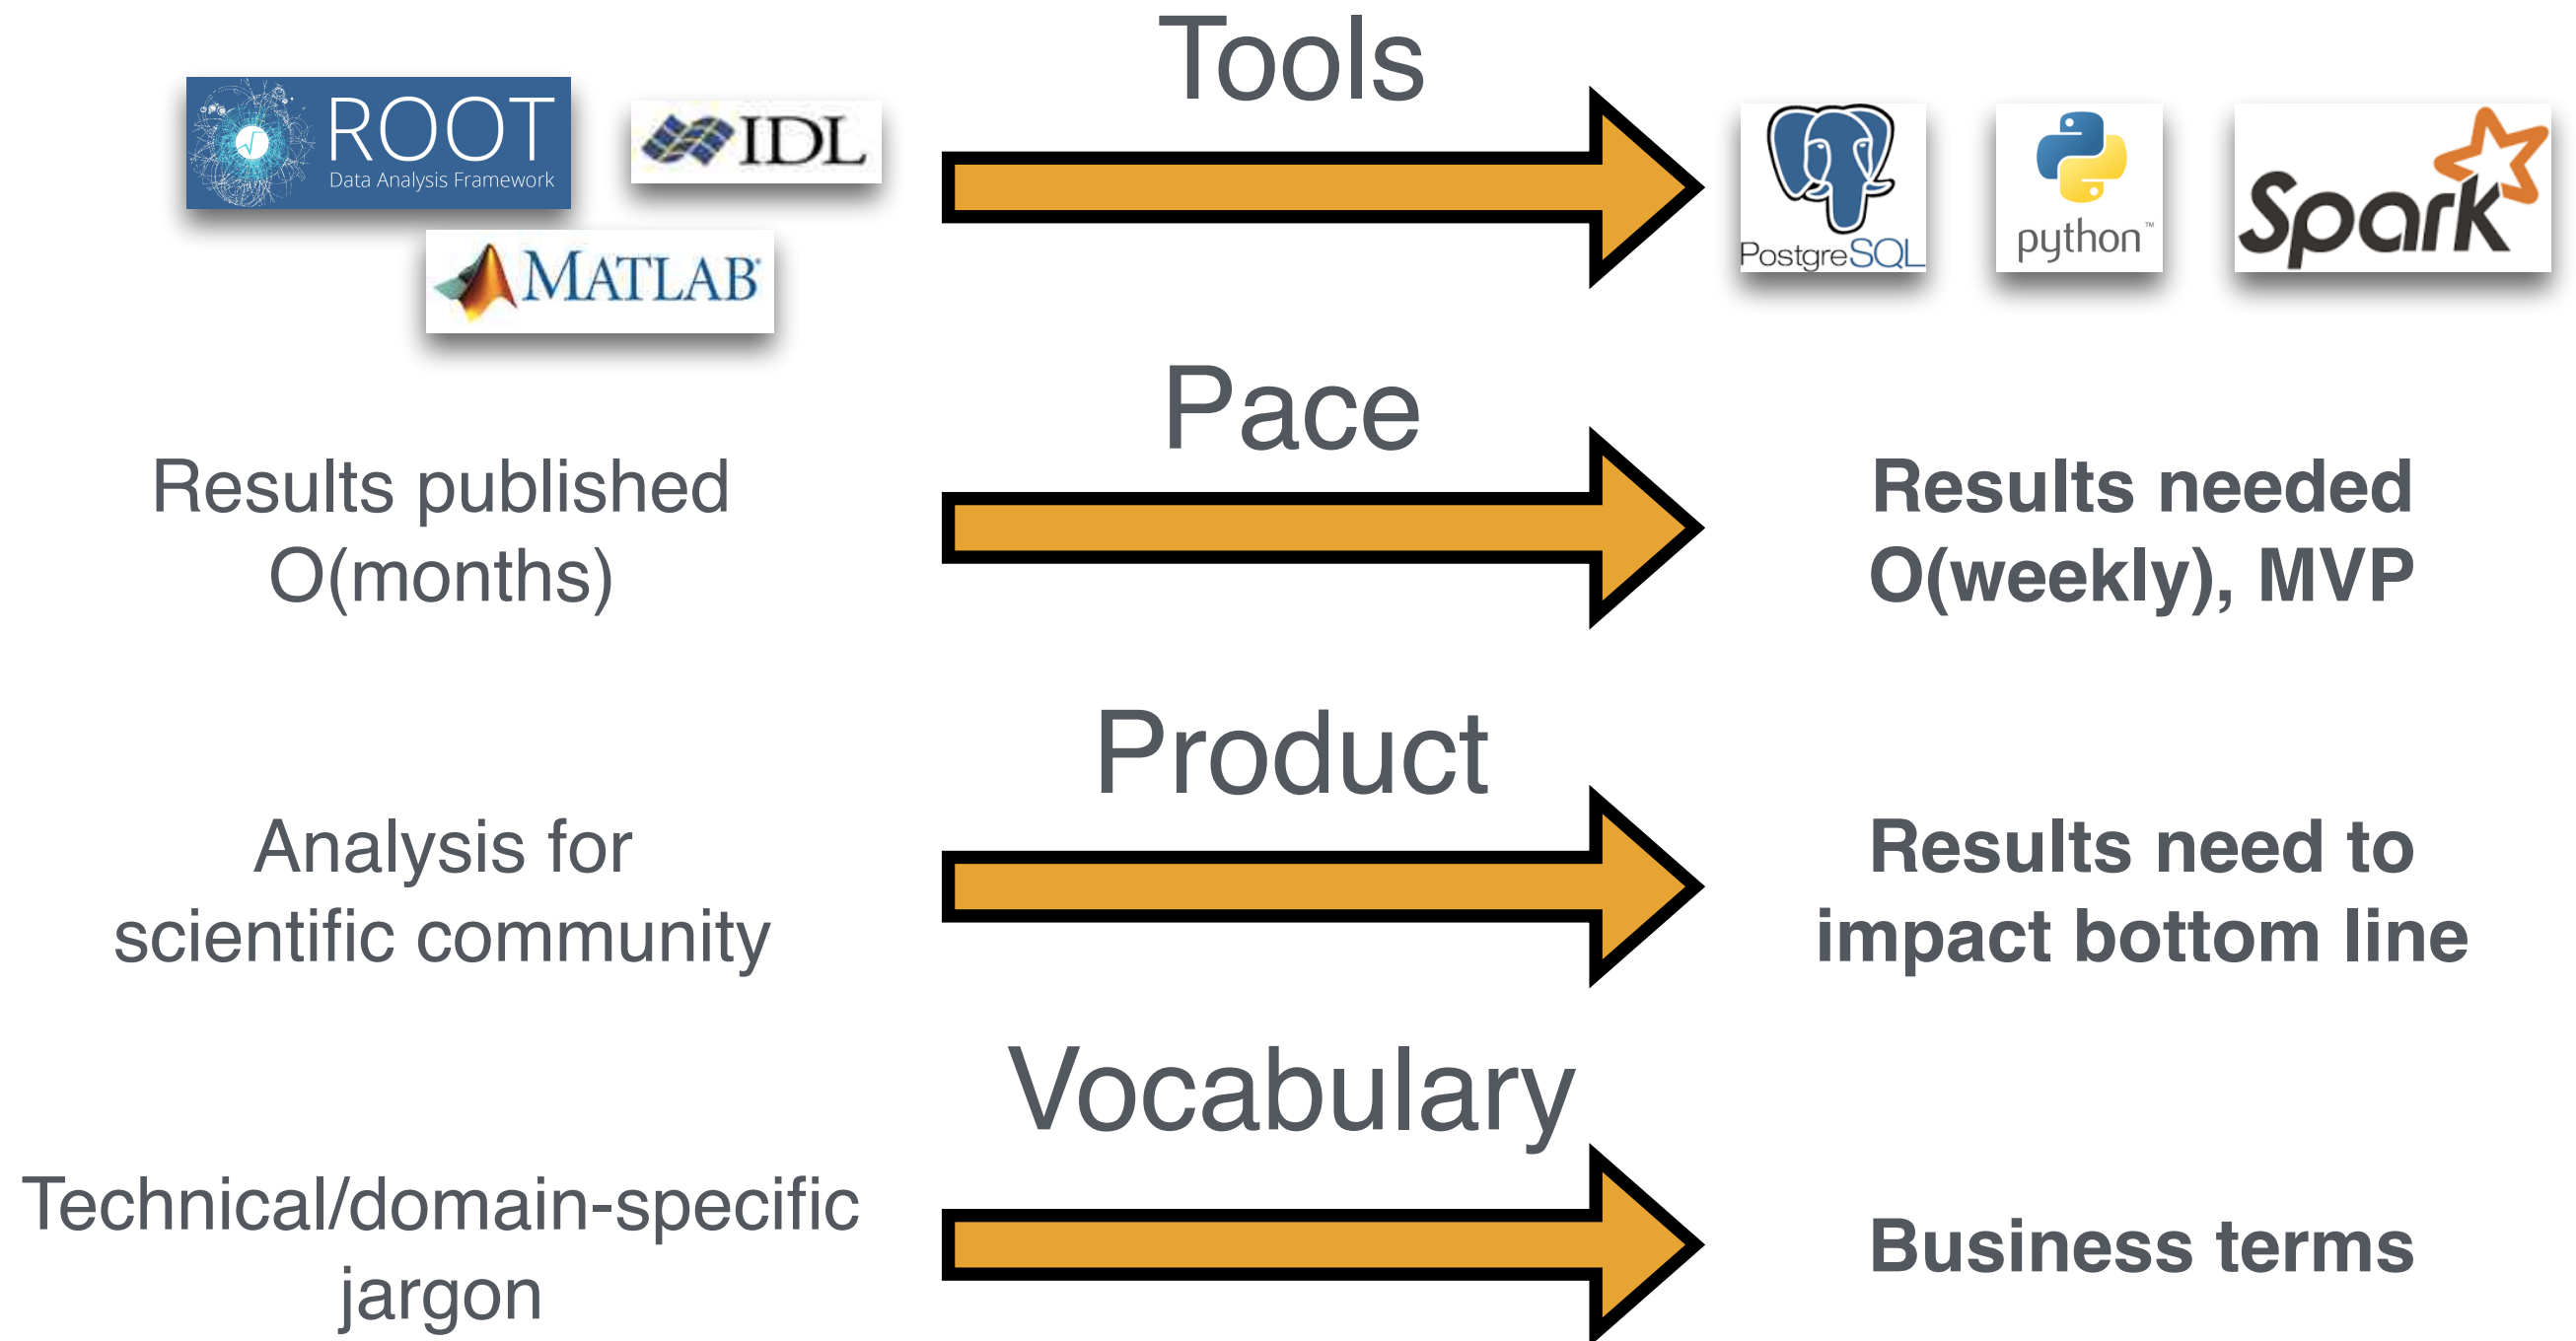 Tools
ROOT
Data Analysis Framework
IDL
MATLAB®
PostgreSQL
python™
Spark
Pace
Results published
O(months)
Results needed
O(weekly), MVP
Product
Analysis for
scientific community
Results need to
impact bottom line
Vocabulary
Technical/domain-specific
jargon
Business terms